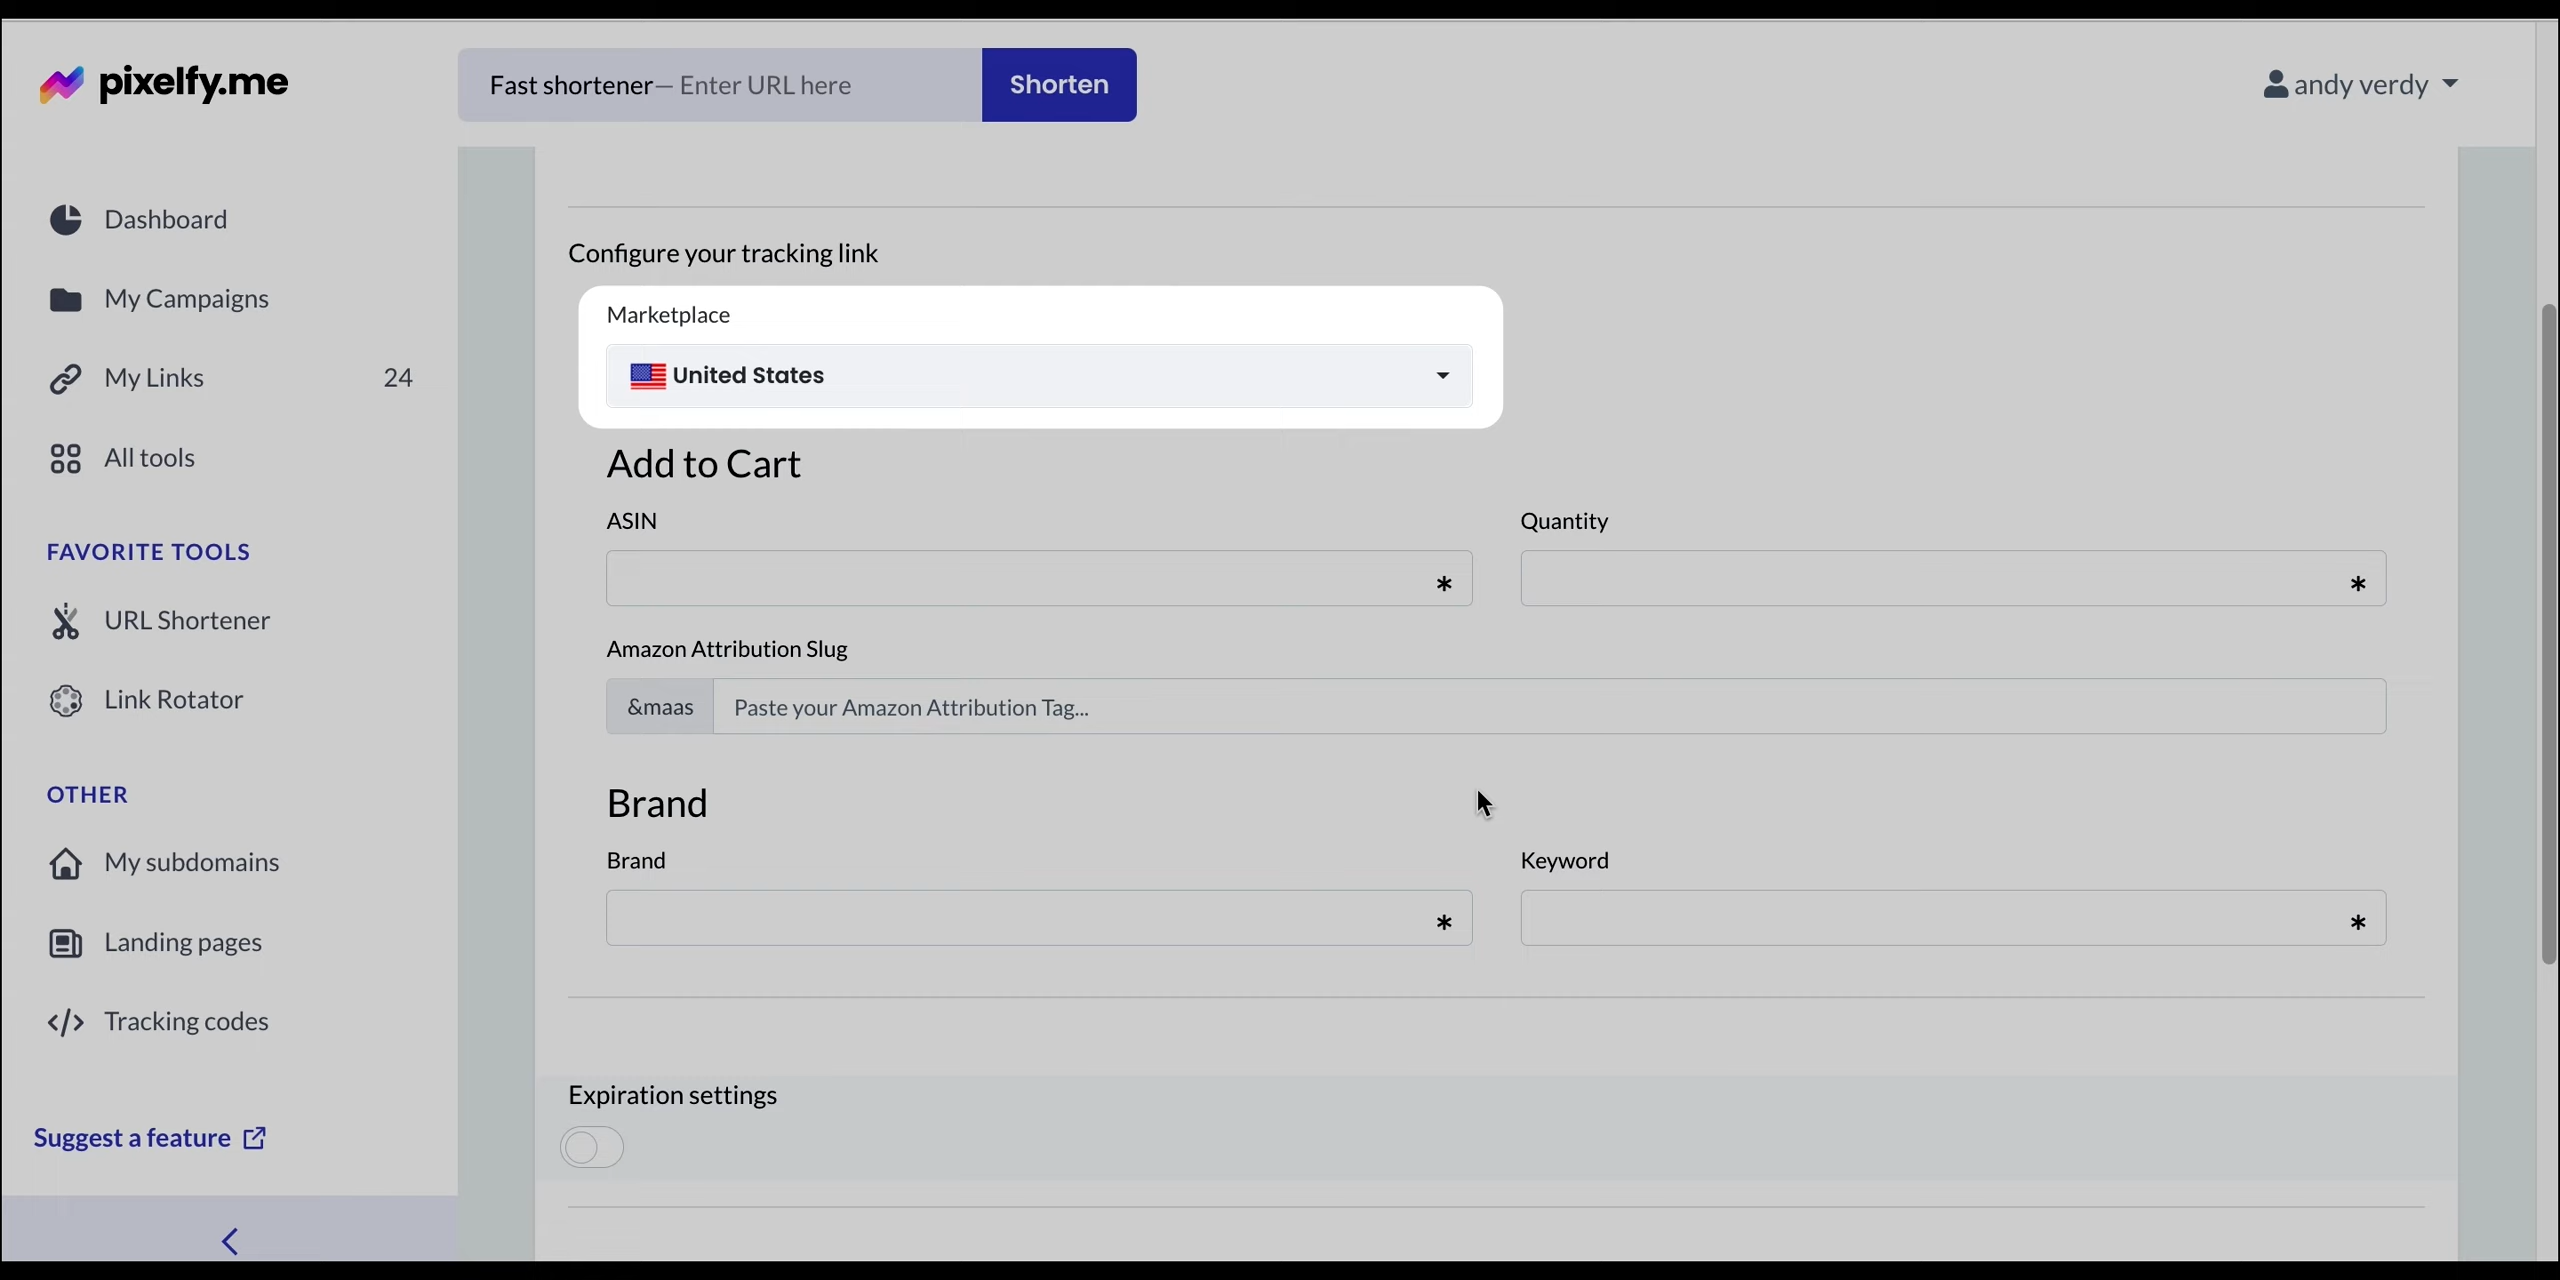 pixelfy.me
Fast shortener— Enter URL here
Shorten
andy verdy
Dashboard
My Campaigns
My Links 24
All tools
FAVORITE TOOLS
URL Shortener
Link Rotator
OTHER
My subdomains
Landing pages
Tracking codes
Suggest a feature
Configure your tracking link
Marketplace
United States
Add to Cart
ASIN
*
Quantity
*
Amazon Attribution Slug
&maas Paste your Amazon Attribution Tag...
Brand
Brand
*
Keyword
*
Expiration settings